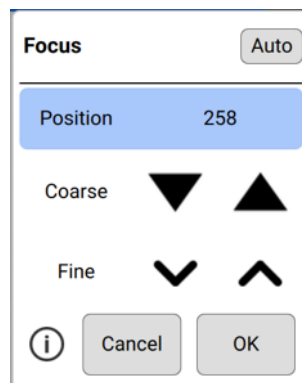 Focus Auto
Position 258
Coarse
Fine
i Cancel OK